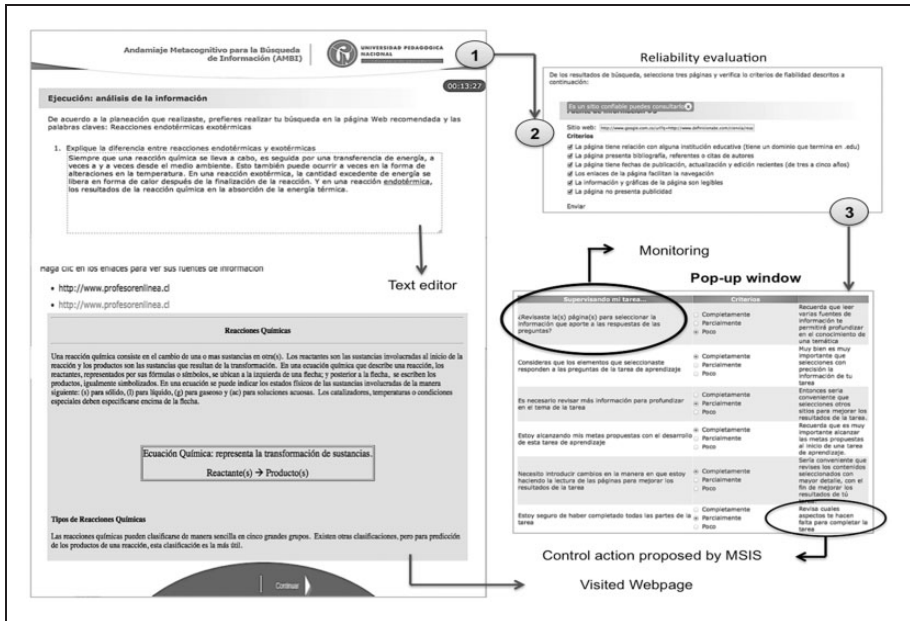 Andamiaje Metacognitivo para la Búsqueda
de Información (AMBI)
UNIVERSIDAD PEDAGOGICA
NACIONAL
1
00:13:27
Ejecución: análisis de la información
De acuerdo a la planeación que realizaste, prefieres realizar tu búsqueda en la página Web recomendada y las
palabras claves: Reacciones endotérmicas exotérmicas
1. Explique la diferencia entre reacciones endotérmicas y exotérmicas
Siempre que una reacción química se lleva a cabo, es seguida por una transferencia de energía, a
veces a y a veces desde el medio ambiente. Esto también puede ocurrir a veces en la forma de
alteraciones en la temperatura. En una reacción exotérmica, la cantidad excedente de energía se
libera en forma de calor después de la finalización de la reacción. Y en una reacción endotérmica,
los resultados de la reacción química en la absorción de la energía térmica.
Text editor
Haga clic en los enlaces para ver sus fuentes de información
• http://www.profesorenlinea.cl
• http://www.profesorenlinea.cl
Reacciones Químicas
Una reacción química consiste en el cambio de una o mas sustancias en otra(s). Los reactantes son las sustancias involucradas al inicio de la
reacción y los productos son las sustancias que resultan de la transformación. En una ecuación química que describe una reacción, los
reactantes, representados por sus fórmulas o símbolos, se ubican a la izquierda de una flecha; y posterior a la flecha, se escriben los
productos, igualmente simbolizados. En una ecuación se puede indicar los estados físicos de las sustancias involucradas de la manera
siguiente: (s) para sólido, (l) para líquido, (g) para gaseoso y (ac) para soluciones acuosas. Los catalizadores, temperaturas o condiciones
especiales deben especificarse encima de la flecha.
Ecuación Química: representa la transformación de sustancias.
Reactante(s) → Producto(s)
Tipos de Reacciones Químicas
Las reacciones químicas pueden clasificarse de manera sencilla en cinco grandes grupos. Existen otras clasificaciones, pero para predicción
de los productos de una reacción, esta clasificación es la más útil.
Continuar
Visited Webpage
Reliability evaluation
2
De los resultados de búsqueda, seleccione tres páginas y verifica lo criterios de fiabilidad descritos a
continuación:
Es un sitio confiable puedes consultarlo
Sitio web:
Criterios
La página tiene relación con alguna institución educativa (tiene un dominio que termina en .edu)
La página presenta bibliografía, referentes o citas de autores
La página tiene fechas de publicación, actualización y edición recientes (de tres a cinco años)
Los enlaces de la página facilitan la navegación
La información y gráficas de la página son legibles
La página no presenta publicidad
Enviar
3
Monitoring
Pop-up window
Supervisando mi tarea... Criterios
¿Revisaste la(s) página(s) para seleccionar la
información que aporte a las respuestas de las
preguntas?
Completamente
Parcialmente
Poco
Recuerda que leer
varias fuentes de
información te
permitirá profundizar
en el conocimiento de
una temática
Consideras que los elementos que seleccionaste
responden a las preguntas de la tarea de aprendizaje
Completamente
Parcialmente
Poco
Muy bien es muy
importante que
selecciones con
precisión la
información de tu
tarea
Es necesario revisar más información para profundizar
en el tema de la tarea
Completamente
Parcialmente
Poco
Entonces sería
conveniente que
selecciones otros
sitios para mejorar los
resultados de la tarea.
Estoy alcanzando mis metas propuestas con el desarrollo
de esta tarea de aprendizaje
Completamente
Parcialmente
Poco
Recuerda que es muy
importante alcanzar
las metas propuestas
al inicio de una tarea
de aprendizaje.
Necesito introducir cambios en la manera en que estoy
haciendo la lectura de las páginas para mejorar los
resultados de la tarea
Completamente
Parcialmente
Poco
Sería conveniente que
revises los contenidos
seleccionados con
mayor detalle, con el
fin de mejorar los
resultados de tú
tarea
Estoy seguro de haber completado todas las partes de la
tarea
Completamente
Parcialmente
Poco
Revisa cuales
aspectos te hacen
falta para completar la
tarea
Control action proposed by MSIS